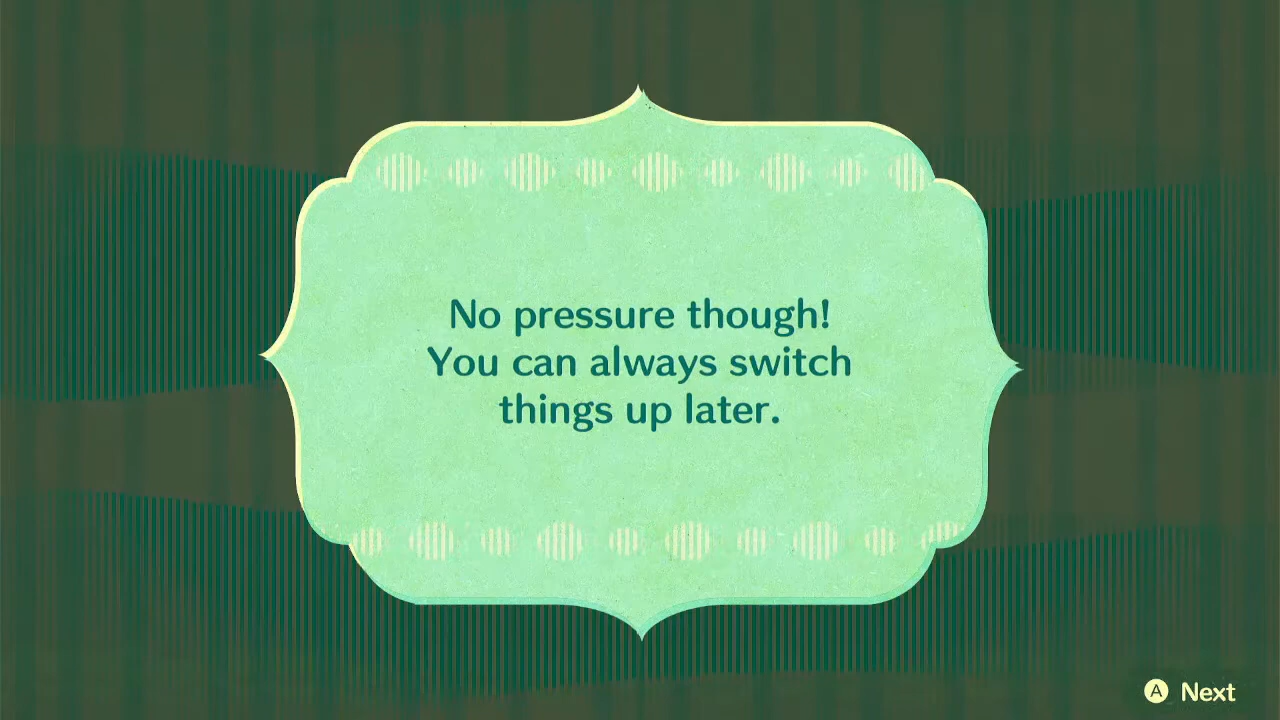 No pressure though!
You can always switch
things up later.
A Next